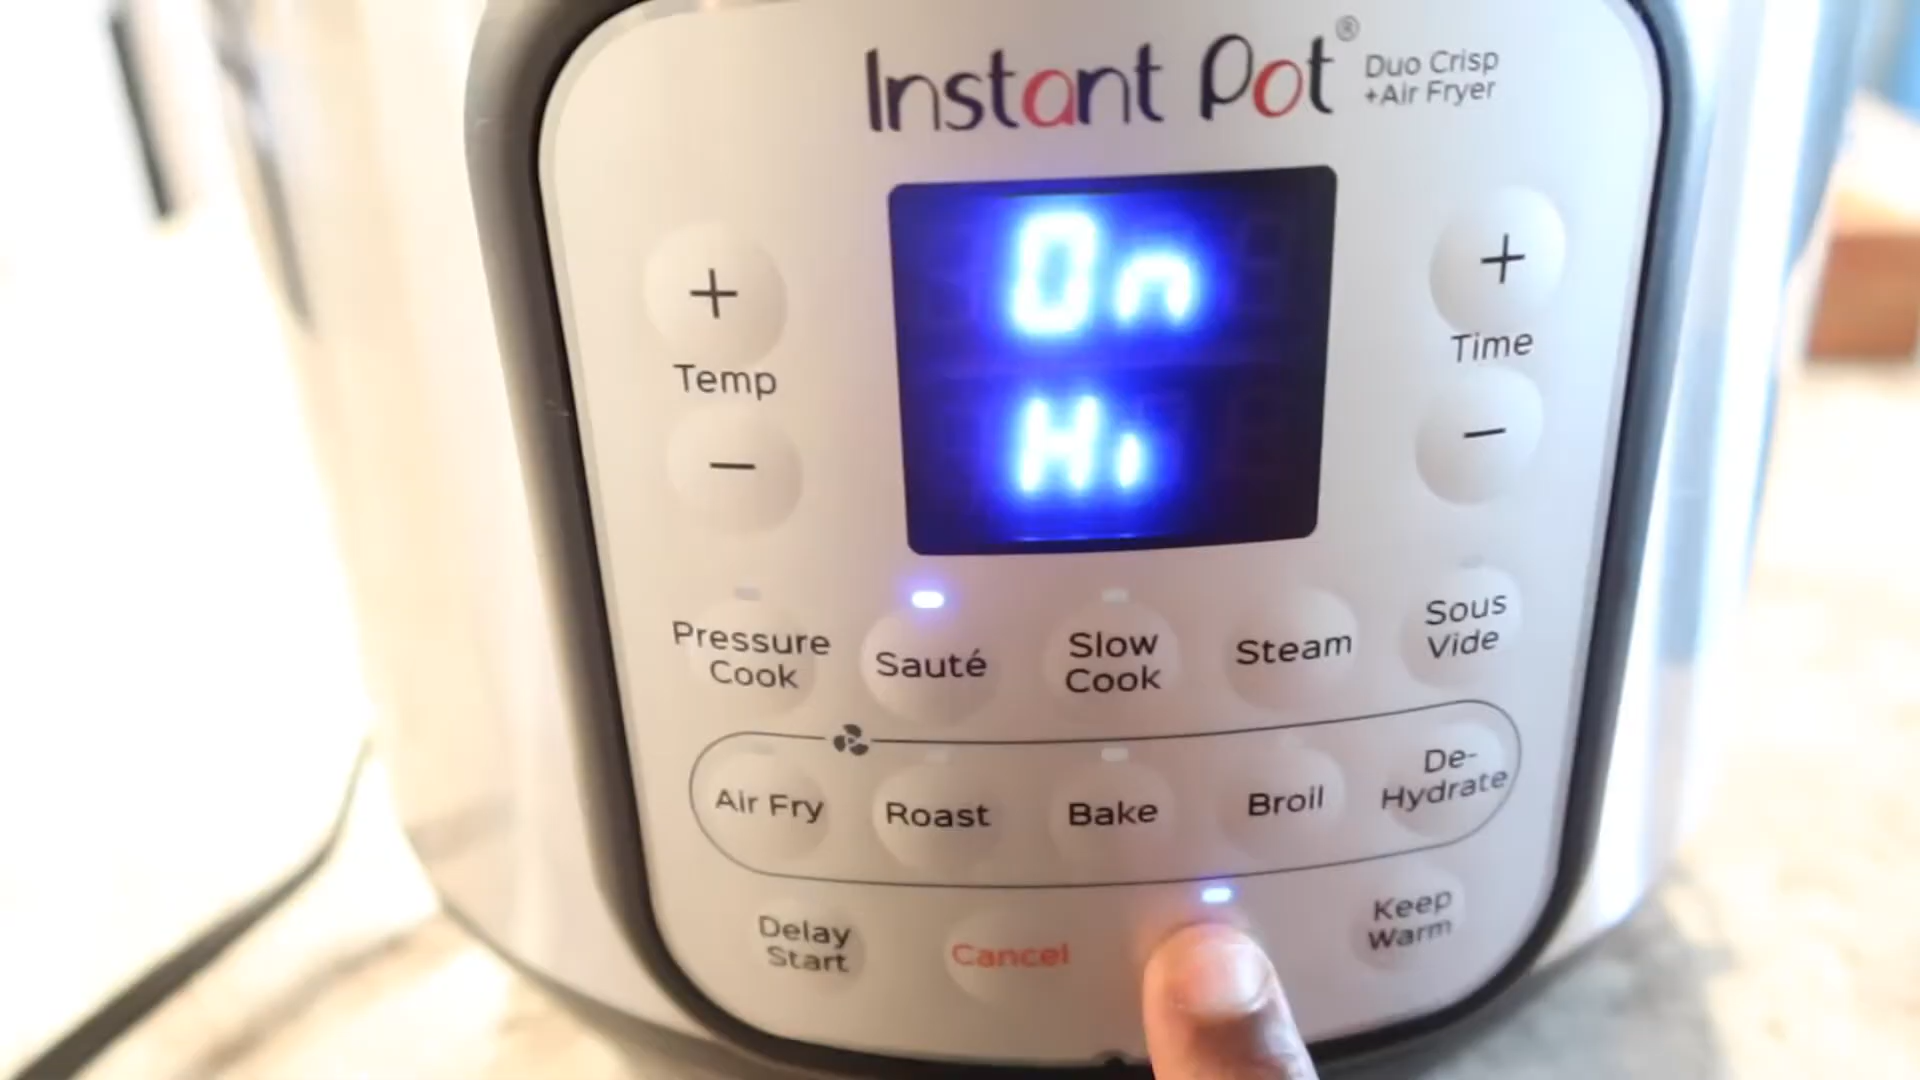 Instant Pot®
Duo Crisp
+Air Fryer
On
Hi
+
Temp
−
+
Time
−
Pressure
Cook
Sauté
Slow
Cook
Steam
Sous
Vide
Air Fry
Roast
Bake
Broil
De-
Hydrate
Delay
Start
Cancel
Keep
Warm